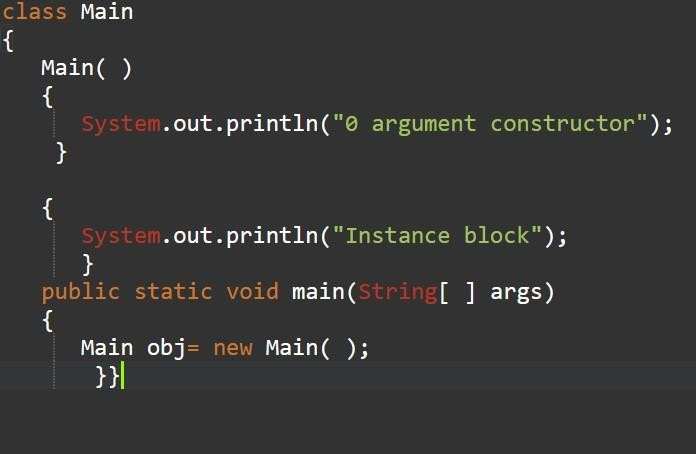 class Main
{
Main( )
{
System.out.println("0 argument constructor");
}
{
System.out.println("Instance block");
}
public static void main(String[ ] args)
{
Main obj= new Main( );
}}